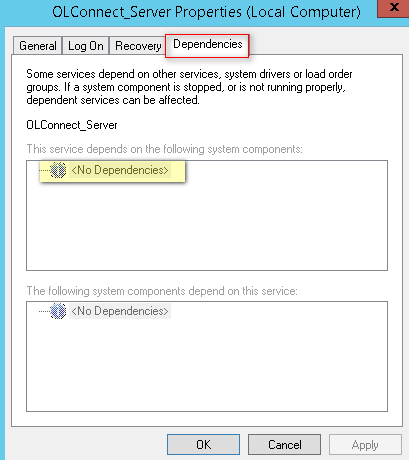 OLConnect_Server Properties (Local Computer)
x
General Log On Recovery Dependencies
Some services depend on other services, system drivers or load order
groups. If a system component is stopped, or is not running properly,
dependent services can be affected.
OLConnect_Server
This service depends on the following system components:
<No Dependencies>
The following system components depend on this service:
<No Dependencies>
OK Cancel Apply